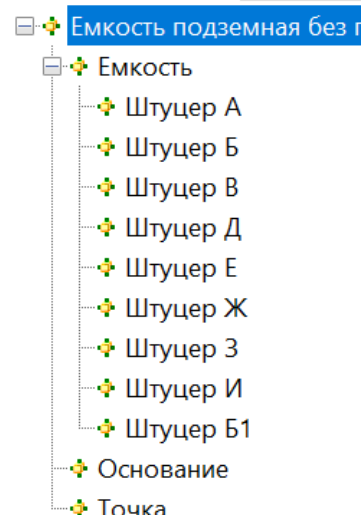 Емкость подземная без
Емкость
Штуцер А
Штуцер Б
Штуцер В
Штуцер Д
Штуцер Е
Штуцер Ж
Штуцер З
Штуцер И
Штуцер Б1
Основание
Точка